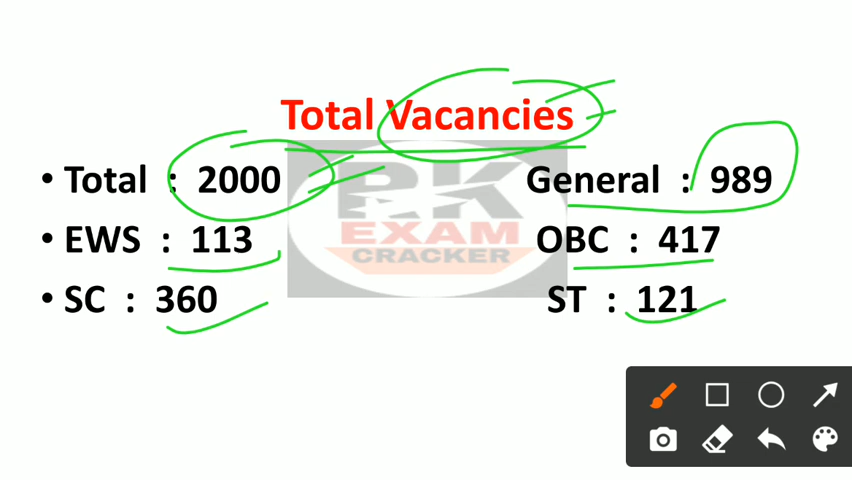 Total Vacancies
• Total : 2000 General : 989
• EWS : 113 OBC : 417
• SC : 360 ST : 121
EXAM
CRACKER